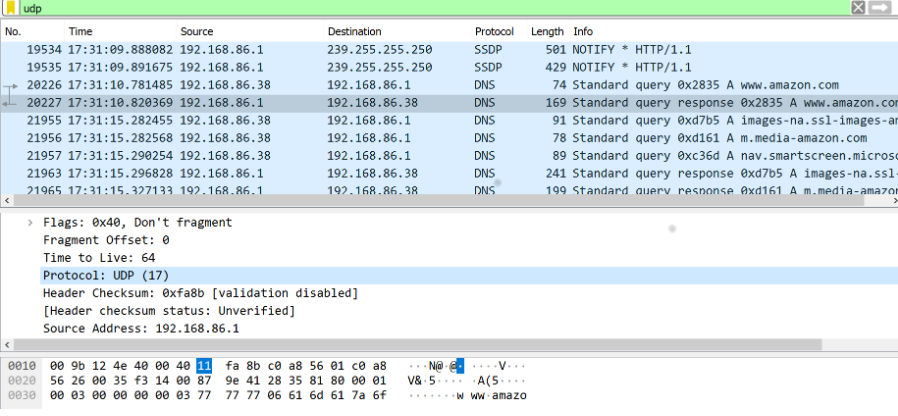 udp
No. Time Source Destination Protocol Length Info
19534 17:31:09.888082 192.168.86.1 239.255.255.250 SSDP 501 NOTIFY * HTTP/1.1
19535 17:31:09.891675 192.168.86.1 239.255.255.250 SSDP 429 NOTIFY * HTTP/1.1
20226 17:31:10.781485 192.168.86.38 192.168.86.1 DNS 74 Standard query 0x2835 A www.amazon.com
20227 17:31:10.820369 192.168.86.1 192.168.86.38 DNS 169 Standard query response 0x2835 A www.amazon.com
21955 17:31:15.282455 192.168.86.38 192.168.86.1 DNS 91 Standard query 0xd7b5 A images-na.ssl-images-am
21956 17:31:15.282568 192.168.86.38 192.168.86.1 DNS 78 Standard query 0xd161 A m.media-amazon.com
21957 17:31:15.290254 192.168.86.38 192.168.86.1 DNS 89 Standard query 0xc36d A nav.smartscreen.microso
21963 17:31:15.296828 192.168.86.1 192.168.86.38 DNS 241 Standard query response 0xd7b5 A images-na.ssl-
21965 17:31:15.327133 192.168.86.1 192.168.86.38 DNS 199 Standard query response 0xd161 A m.media-amazo
Flags: 0x40, Don't fragment
Fragment Offset: 0
Time to Live: 64
Protocol: UDP (17)
Header Checksum: 0xfa8b [validation disabled]
[Header checksum status: Unverified]
Source Address: 192.168.86.1
0010 00 9b 12 4e 40 00 40 11 fa 8b c0 a8 56 01 c0 a8 ···N@·@· ····V···
0020 56 26 00 35 f3 14 00 87 9e 41 28 35 81 80 00 01 V&·5···· ·A(5····
0030 00 03 00 00 00 00 03 77 77 77 06 61 6d 61 7a 6f ·······w ww·amazo